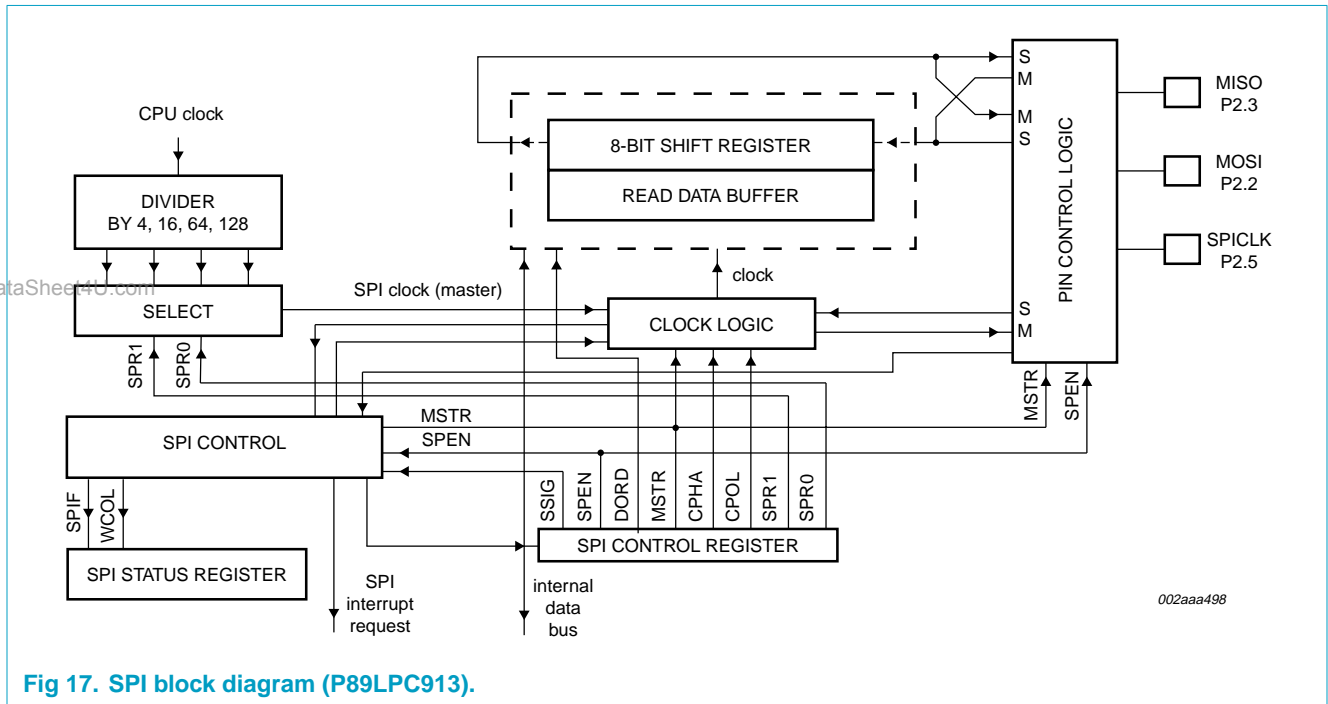 S
M
MISO
P2.3
CPU clock
M
8-BIT SHIFT REGISTER
S
PIN CONTROL LOGIC
MOSI
P2.2
DIVIDER
BY 4, 16, 64, 128
READ DATA BUFFER
SPICLK
P2.5
clock
ataSheet4U.com
SPI clock (master)
SELECT
CLOCK LOGIC
S
M
SPR1
SPR0
MSTR
SPEN
MSTR
SPI CONTROL
SPEN
SSIG
SPEN
DORD
MSTR
CPHA
CPOL
SPR1
SPR0
SPIF
WCOL
SPI CONTROL REGISTER
SPI STATUS REGISTER
SPI
interrupt
request
internal
data
bus
002aaa498
Fig 17. SPI block diagram (P89LPC913).